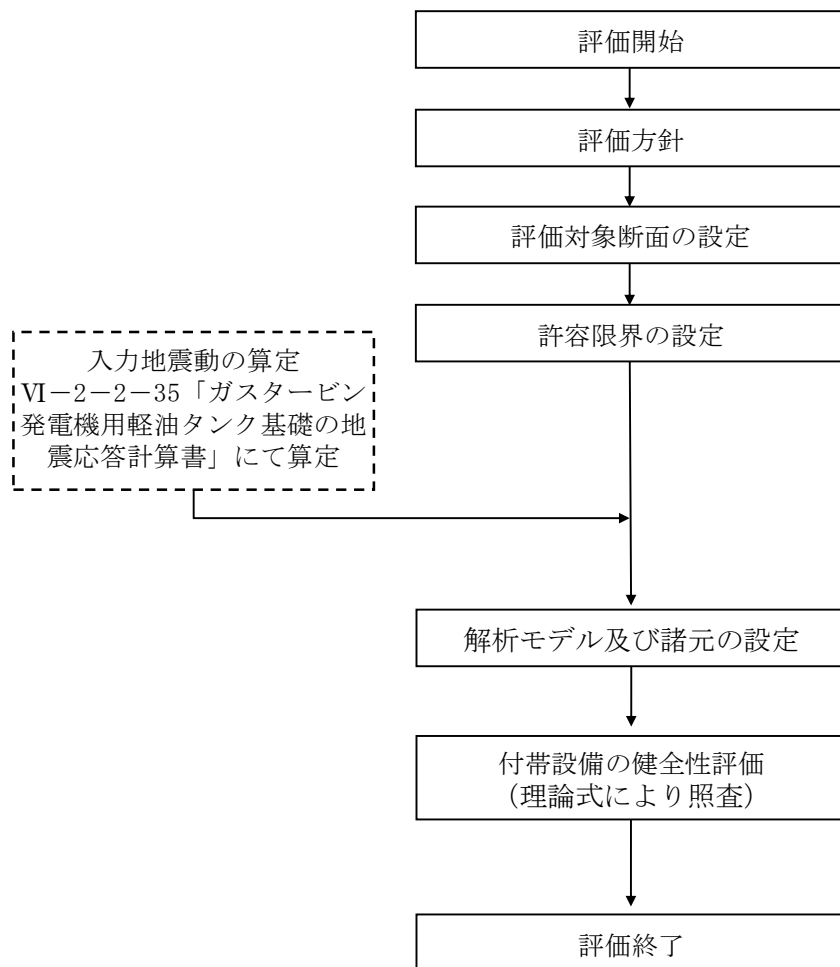 評価開始
評価方針
評価対象断面の設定
許容限界の設定
入力地震動の算定
Ⅵ－2－2－35「ガスタービン
発電機用軽油タンク基礎の地
震応答計算書」にて算定
解析モデル及び諸元の設定
付帯設備の健全性評価
（理論式により照査）
評価終了